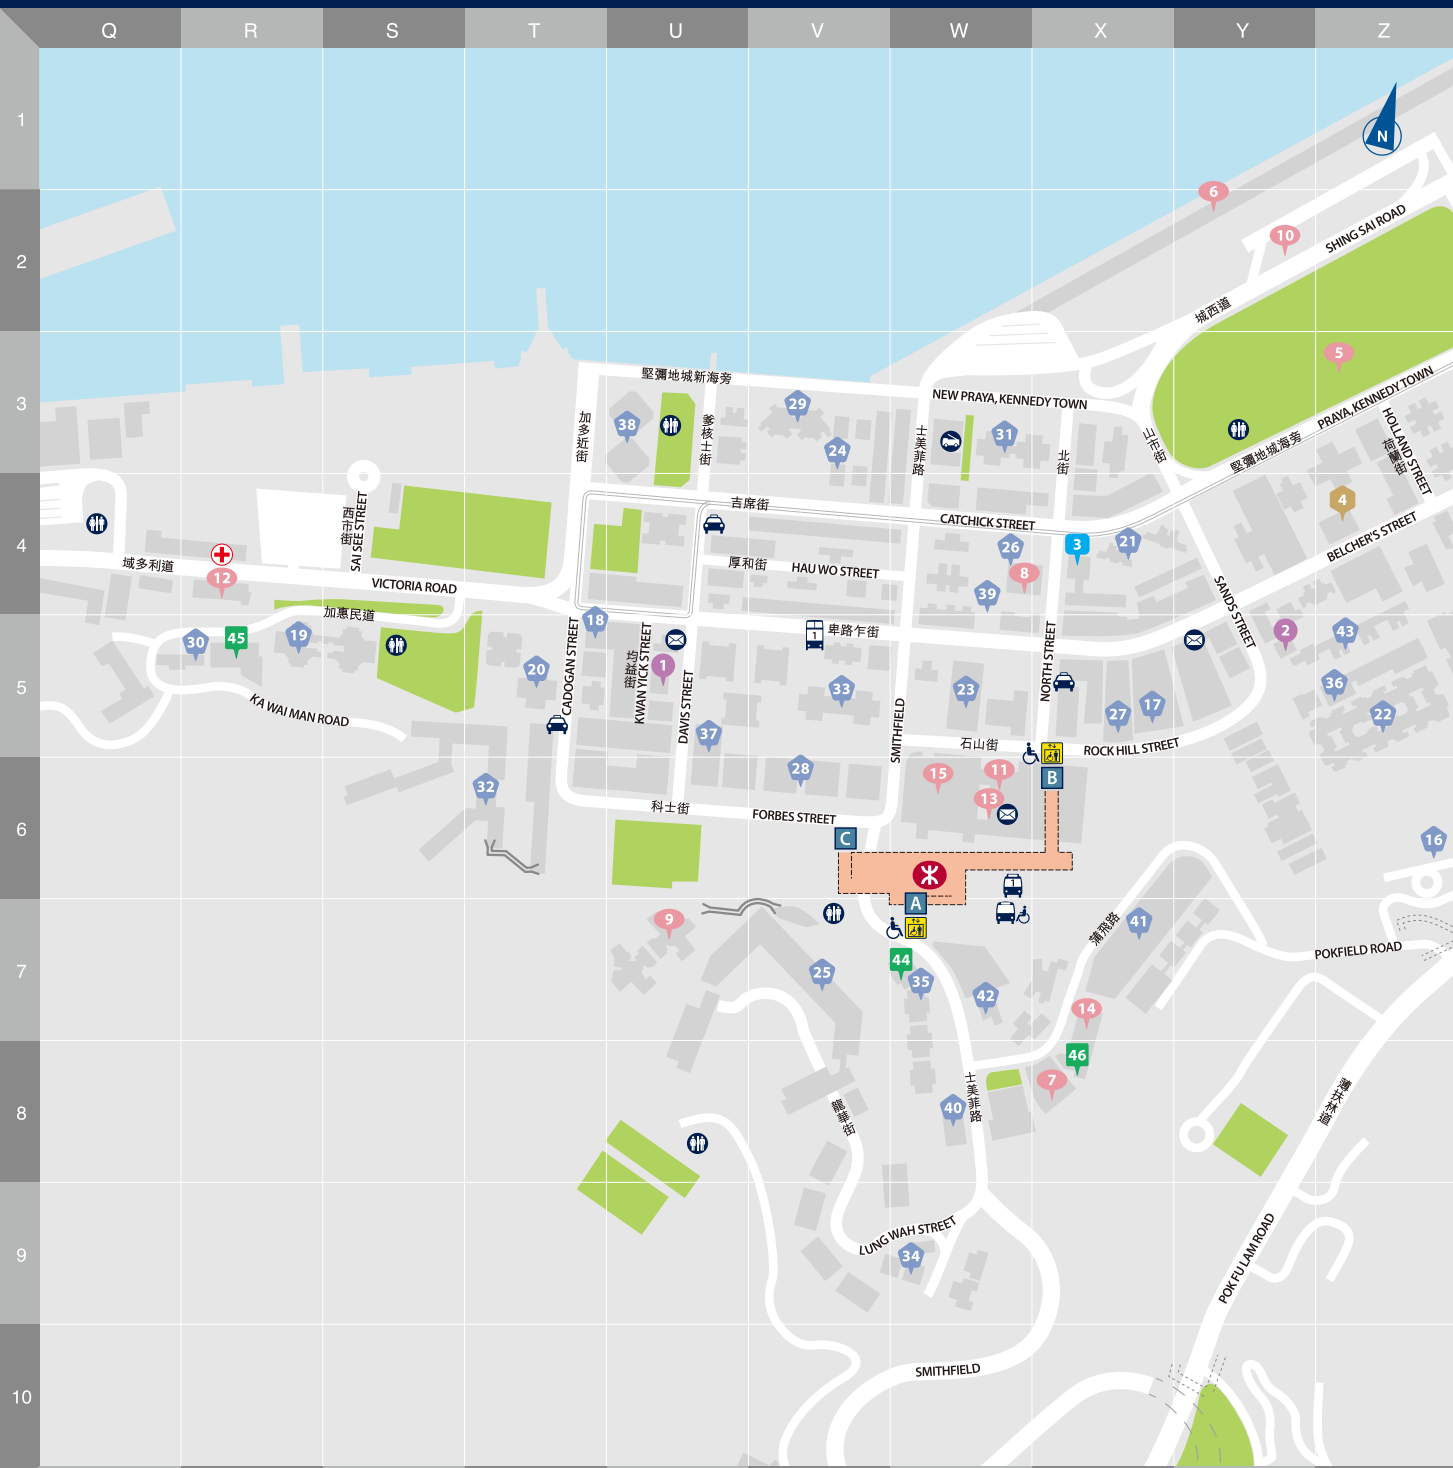 Q R S T U V W X Y Z
1
N
6
2
10
SHING SAI ROAD
城西道
3
5
堅彌地城新海旁
NEW PRAYA, KENNEDY TOWN
PRAYA, KENNEDY TOWN
堅彌地城海旁
加多近街
38
爹核士街
29
24
士美菲路
31
北街
山市街
HOLLAND STREET
荷蘭街
4
吉席街
CATCHICK STREET
4
BELCHER'S STREET
西市街
SAI SEE STREET
域多利道
12
VICTORIA ROAD
厚和街
HAU WO STREET
26
3
21
8
39
SANDS STREET
5
加惠民道
30
45
19
18
20
CADOGAN STREET
均益街
KWAN YICK STREET
1
DAVIS STREET
37
1
卑路乍街
33
SMITHFIELD
23
NORTH STREET
27
17
2
43
36
22
KA WAI MAN ROAD
石山街
ROCK HILL STREET
6
32
28
15
11
13
B
科士街
FORBES STREET
C
16
1
A
7
9
25
44
35
42
蒲飛路
41
POKFIELD ROAD
14
8
46
7
士美菲路
40
龍華街
薄扶林道
9
LUNG WAH STREET
34
POK FU LAM ROAD
10
SMITHFIELD